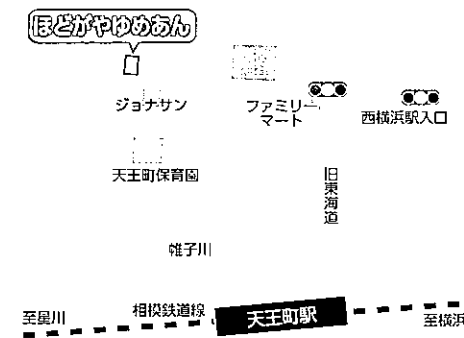 ほどがやゆめあん
ジョナサン
ファミリー
マート
西横浜駅入口
天王町保育園
旧東海道
帷子川
至星川
相模鉄道線
天王町駅
至横浜